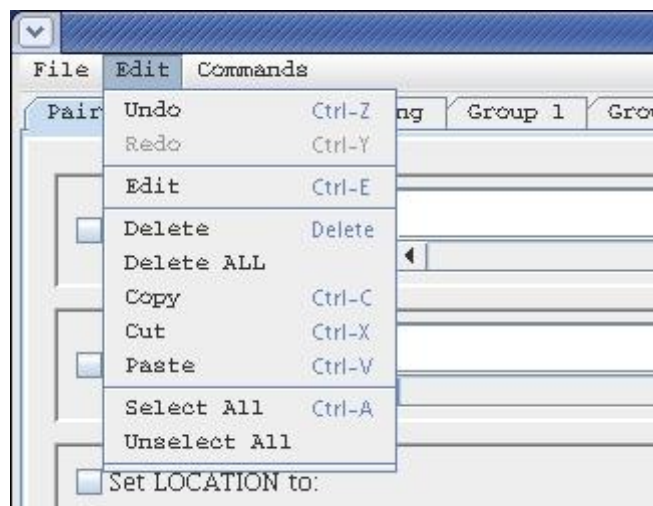 File Edit Commands
Pair ng Group 1 Grou
Undo Ctrl-Z
Redo Ctrl-Y
Edit Ctrl-E
Delete Delete
Delete ALL
Copy Ctrl-C
Cut Ctrl-X
Paste Ctrl-V
Select All Ctrl-A
Unselect All
Set LOCATION to: